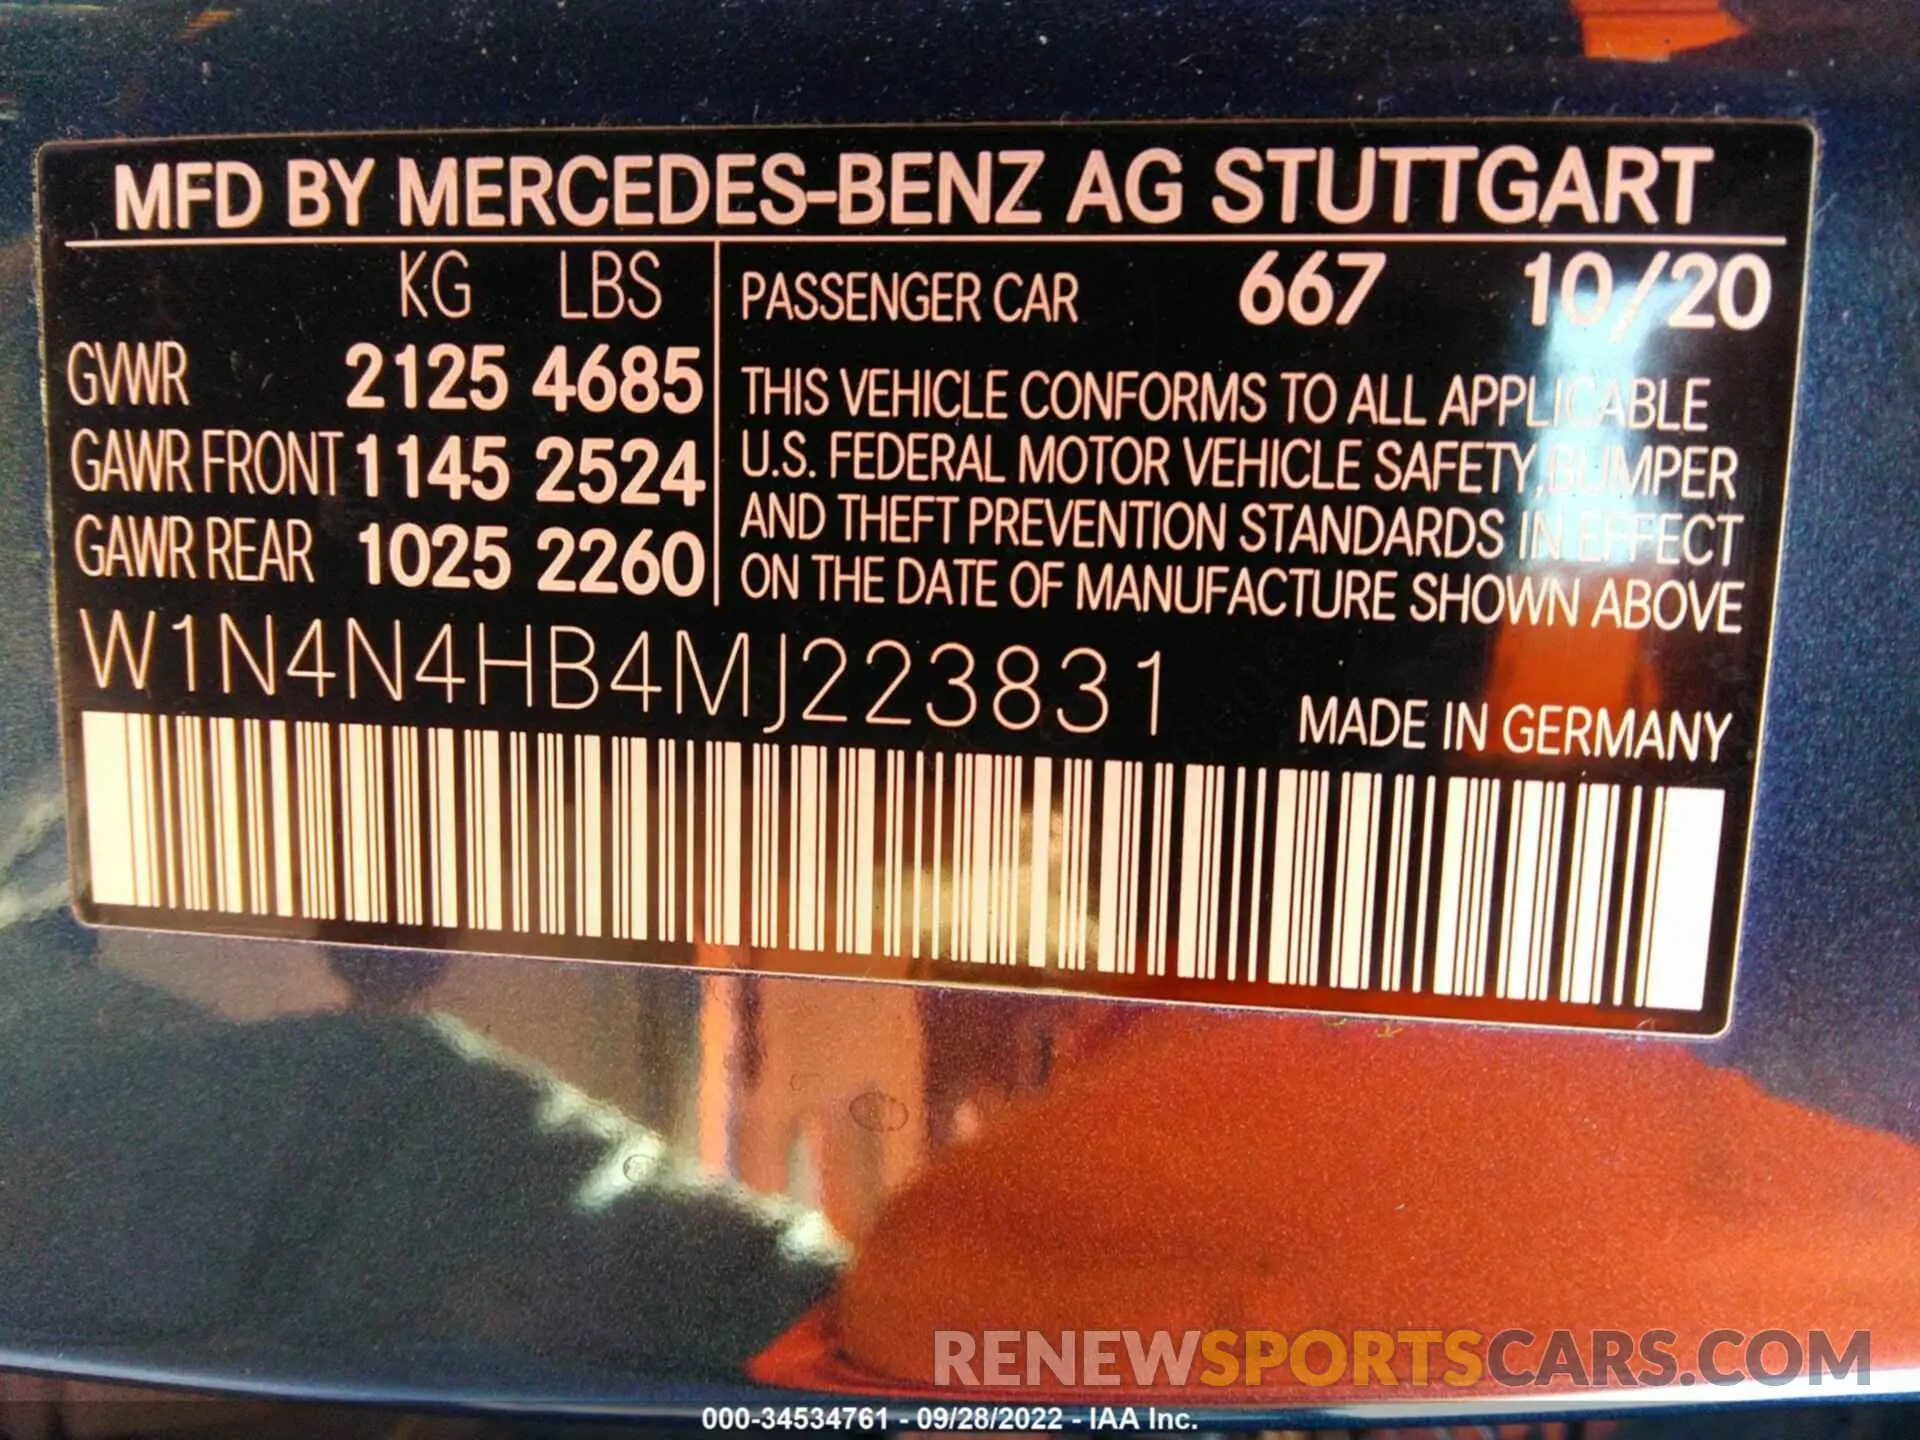 MFD BY MERCEDES-BENZ AG STUTTGART
KG LBS
GVWR 2125 4685
GAWR FRONT 1145 2524
GAWR REAR 1025 2260
PASSENGER CAR 667 10/20
THIS VEHICLE CONFORMS TO ALL APPLICABLE
U.S. FEDERAL MOTOR VEHICLE SAFETY, BUMPER
AND THEFT PREVENTION STANDARDS IN EFFECT
ON THE DATE OF MANUFACTURE SHOWN ABOVE
W1N4N4HB4MJ223831
MADE IN GERMANY
RENEWSPORTSCARS.COM
000-34534761 - 09/28/2022 - IAA Inc.